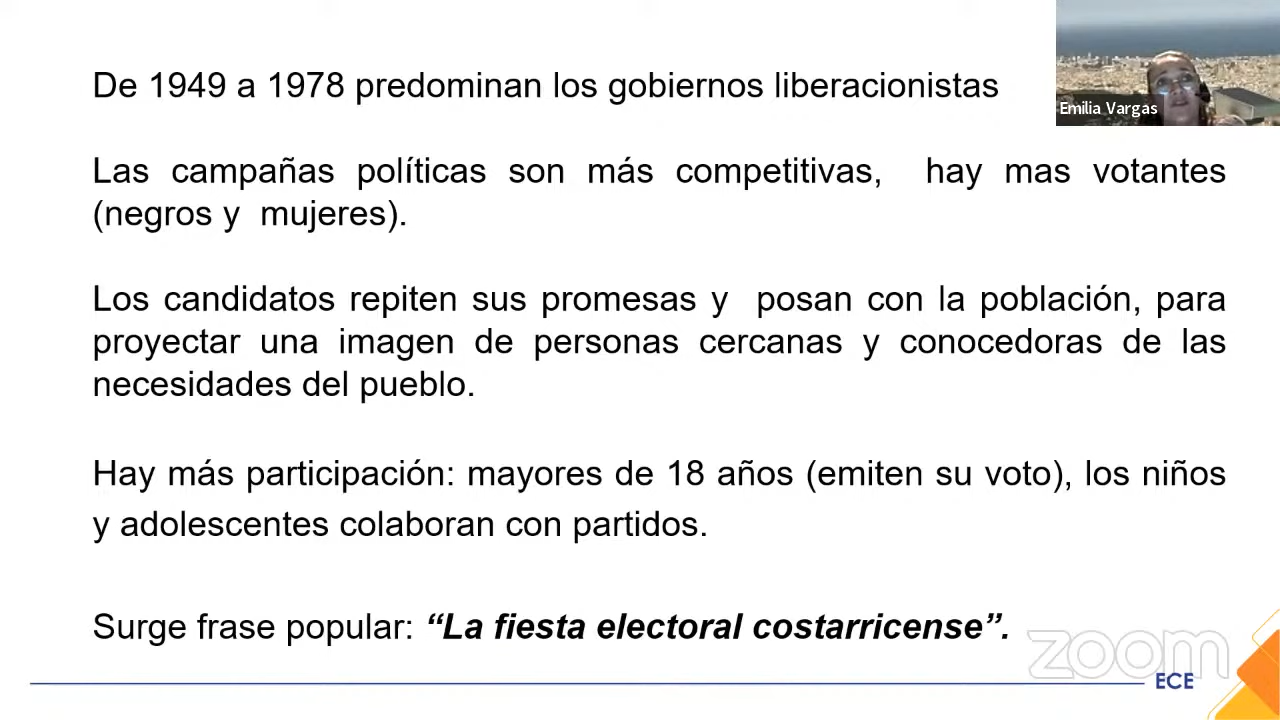 De 1949 a 1978 predominan los gobiernos liberacionistas
Emilia Vargas
Las campañas políticas son más competitivas, hay mas votantes
(negros y mujeres).
Los candidatos repiten sus promesas y posan con la población, para
proyectar una imagen de personas cercanas y conocedoras de las
necesidades del pueblo.
Hay más participación: mayores de 18 años (emiten su voto), los niños
y adolescentes colaboran con partidos.
Surge frase popular: “La fiesta electoral costarricense”.
zoom
ECE